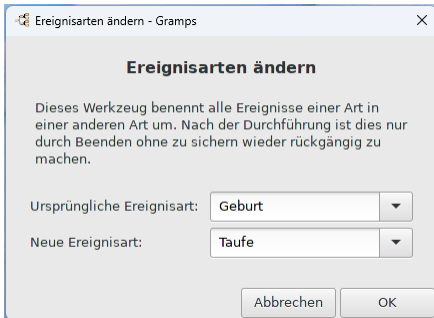 Ereignisarten ändern - Gramps
Ereignisarten ändern
Dieses Werkzeug benennt alle Ereignisse einer Art in
einer anderen Art um. Nach der Durchführung ist dies nur
durch Beenden ohne zu sichern wieder rückgängig zu
machen.
Ursprüngliche Ereignisart: Geburt
Neue Ereignisart: Taufe
Abbrechen OK